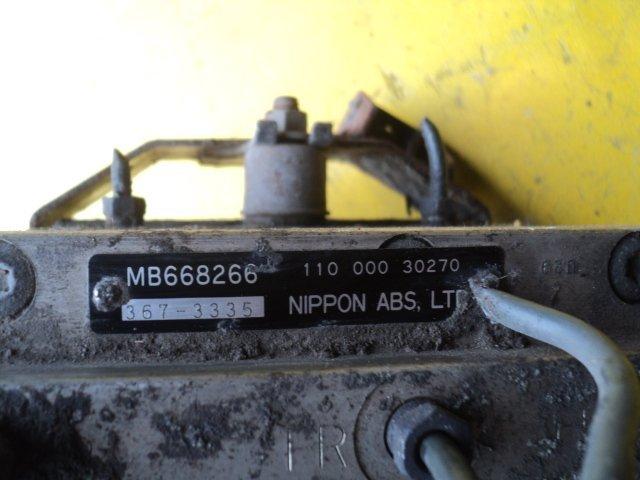 MB668266 110 000 30270
367-3335 NIPPON ABS, LTD
FR